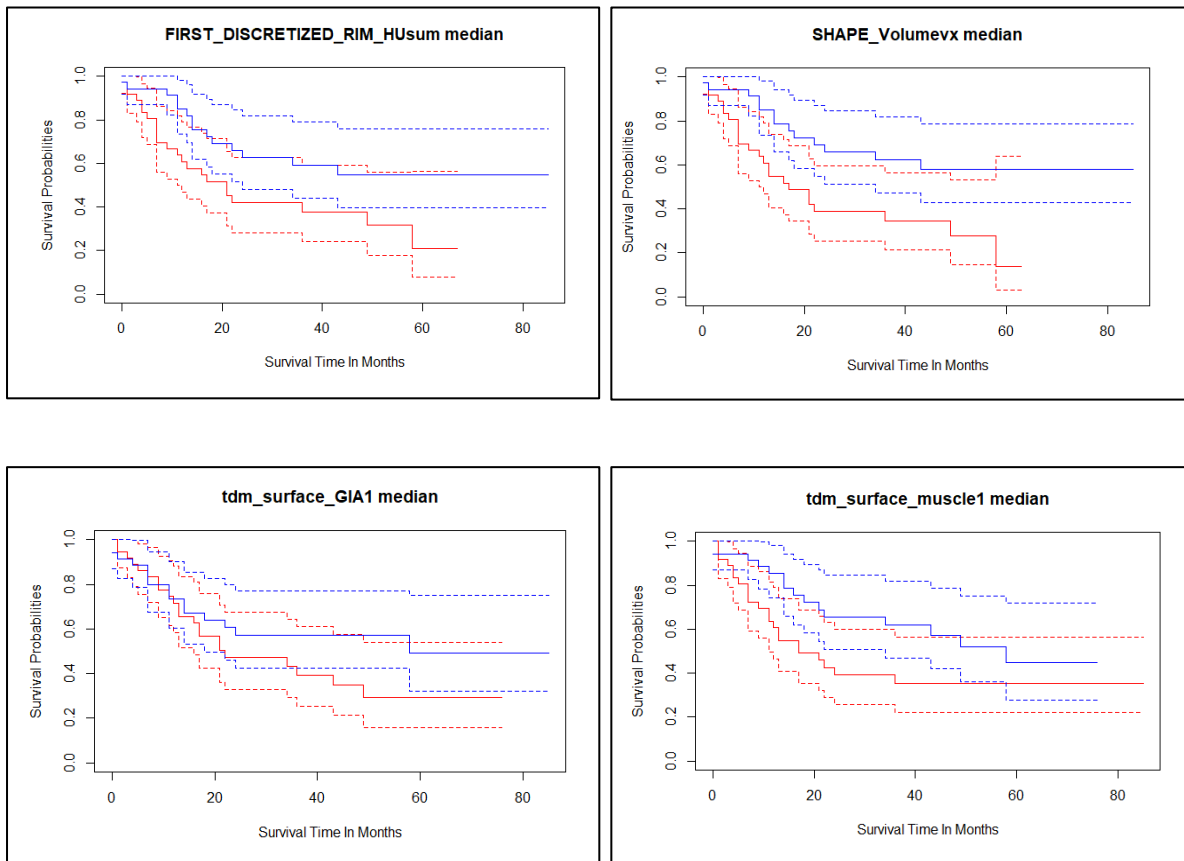 FIRST_DISCRETIZED_RIM_HUsum median
Survival Probabilities
1.0
0.8
0.6
0.4
0.2
0.0
0 20 40 60 80
Survival Time In Months
SHAPE_Volumevx median
Survival Probabilities
1.0
0.8
0.6
0.4
0.2
0.0
0 20 40 60 80
Survival Time In Months
tdm_surface_GIA1 median
Survival Probabilities
1.0
0.8
0.6
0.4
0.2
0.0
0 20 40 60 80
Survival Time In Months
tdm_surface_muscle1 median
Survival Probabilities
1.0
0.8
0.6
0.4
0.2
0.0
0 20 40 60 80
Survival Time In Months